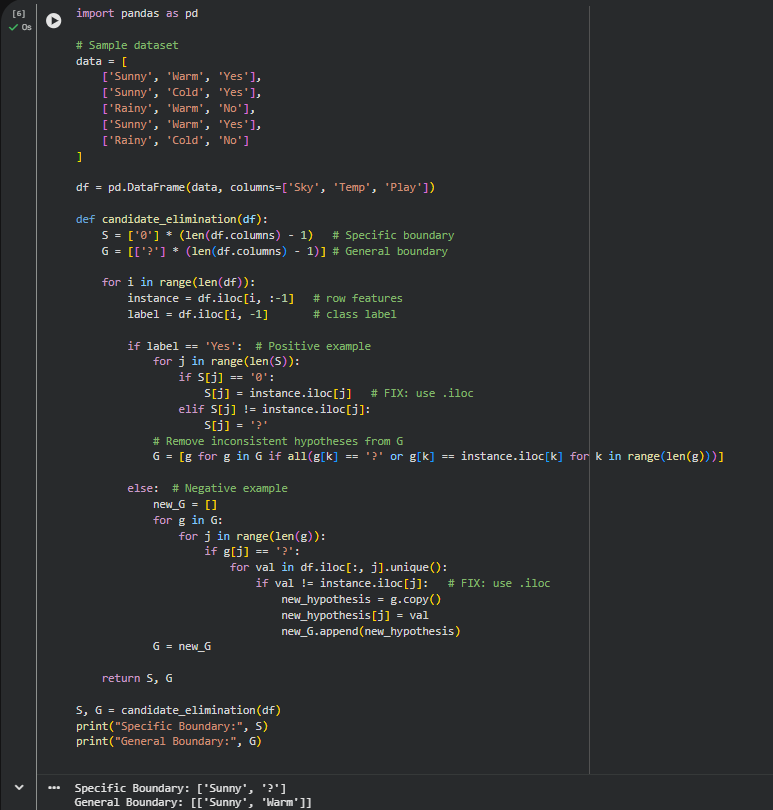 [6]
0s
import pandas as pd
# Sample dataset
data = [
    ['Sunny', 'Warm', 'Yes'],
    ['Sunny', 'Cold', 'Yes'],
    ['Rainy', 'Warm', 'No'],
    ['Sunny', 'Warm', 'Yes'],
    ['Rainy', 'Cold', 'No']
]
df = pd.DataFrame(data, columns=['Sky', 'Temp', 'Play'])
def candidate_elimination(df):
    S = ['0'] * (len(df.columns) - 1)   # Specific boundary
    G = [['?'] * (len(df.columns) - 1)] # General boundary
    for i in range(len(df)):
        instance = df.iloc[i, :-1]   # row features
        label = df.iloc[i, -1]       # class label
        if label == 'Yes':  # Positive example
            for j in range(len(S)):
                if S[j] == '0':
                    S[j] = instance.iloc[j]   # FIX: use .iloc
                elif S[j] != instance.iloc[j]:
                    S[j] = '?'
            # Remove inconsistent hypotheses from G
            G = [g for g in G if all(g[k] == '?' or g[k] == instance.iloc[k] for k in range(len(g)))]
        else:  # Negative example
            new_G = []
            for g in G:
                for j in range(len(g)):
                    if g[j] == '?':
                        for val in df.iloc[:, j].unique():
                            if val != instance.iloc[j]:   # FIX: use .iloc
                                new_hypothesis = g.copy()
                                new_hypothesis[j] = val
                                new_G.append(new_hypothesis)
            G = new_G
    return S, G
S, G = candidate_elimination(df)
print("Specific Boundary:", S)
print("General Boundary:", G)
Specific Boundary: ['Sunny', '?']
General Boundary: [['Sunny', 'Warm']]